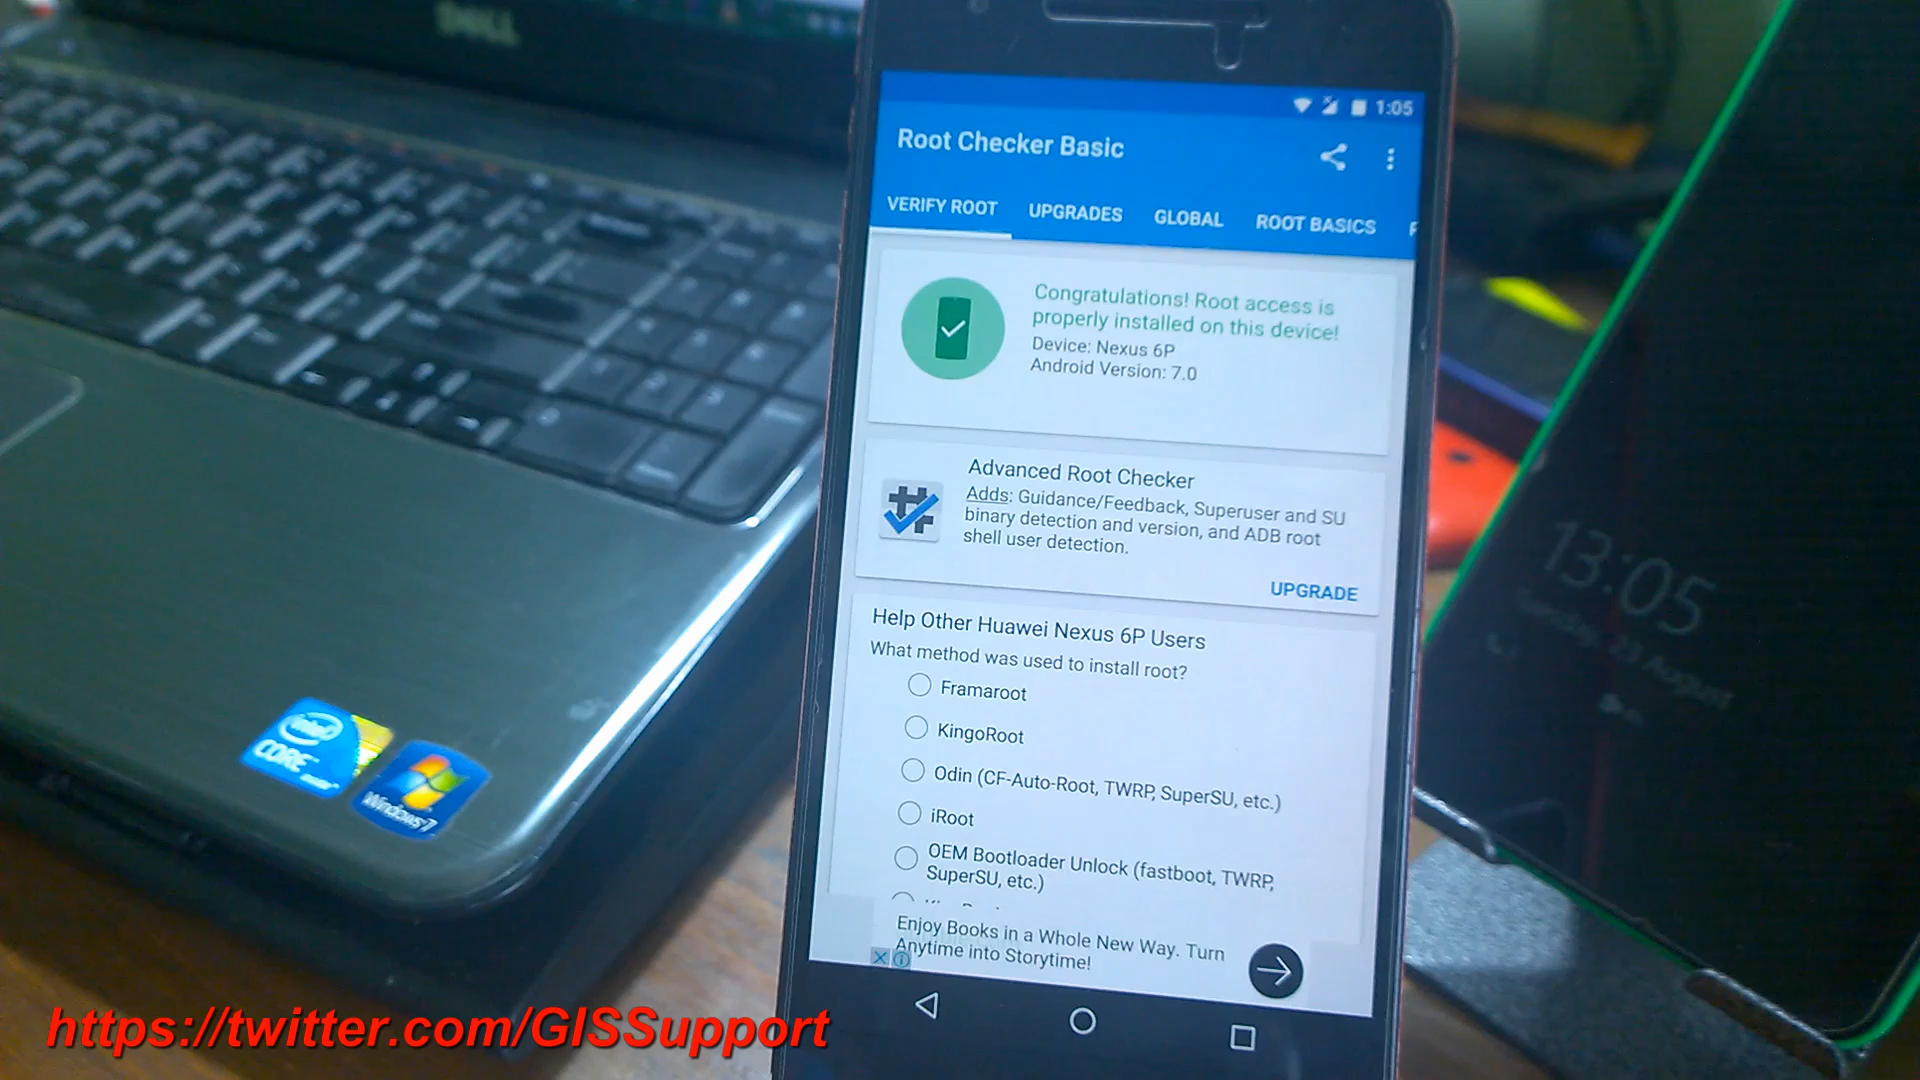 DELL
1:05
Root Checker Basic
VERIFY ROOT
UPGRADES
GLOBAL
ROOT BASICS
Congratulations! Root access is
properly installed on this device!
Device: Nexus 6P
Android Version: 7.0
Advanced Root Checker
Adds: Guidance/Feedback, Superuser and SU
binary detection and version, and ADB root
shell user detection.
UPGRADE
Help Other Huawei Nexus 6P Users
What method was used to install root?
Framaroot
KingoRoot
Odin (CF-Auto-Root, TWRP, SuperSU, etc.)
iRoot
OEM Bootloader Unlock (fastboot, TWRP,
SuperSU, etc.)
Enjoy Books in a Whole New Way. Turn
Anytime into Storytime!
13:05
Tuesday, 23 August
intel
CORE
Windows 7
https://twitter.com/GISSupport